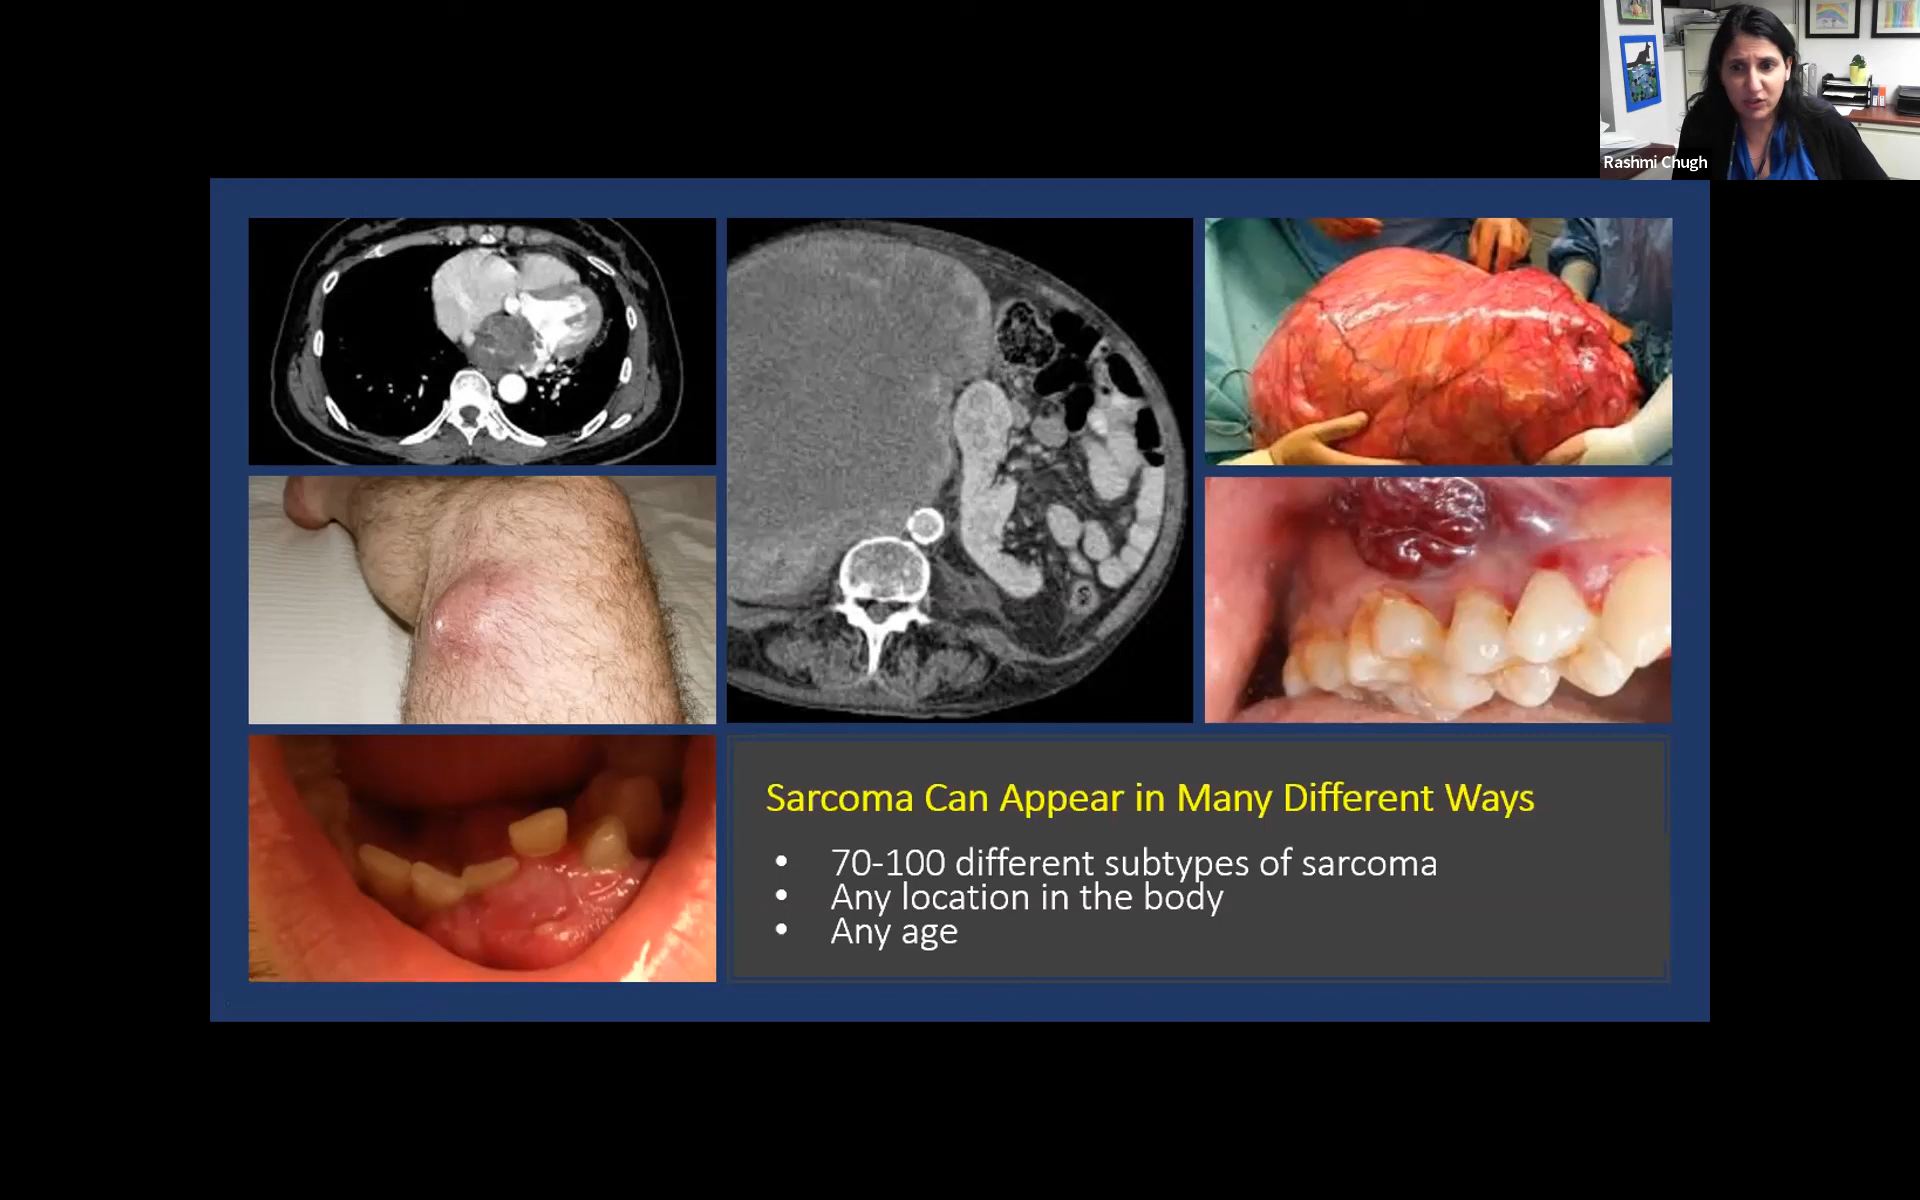 Rashmi Chugh
Sarcoma Can Appear in Many Different Ways
• 70-100 different subtypes of sarcoma
• Any location in the body
• Any age